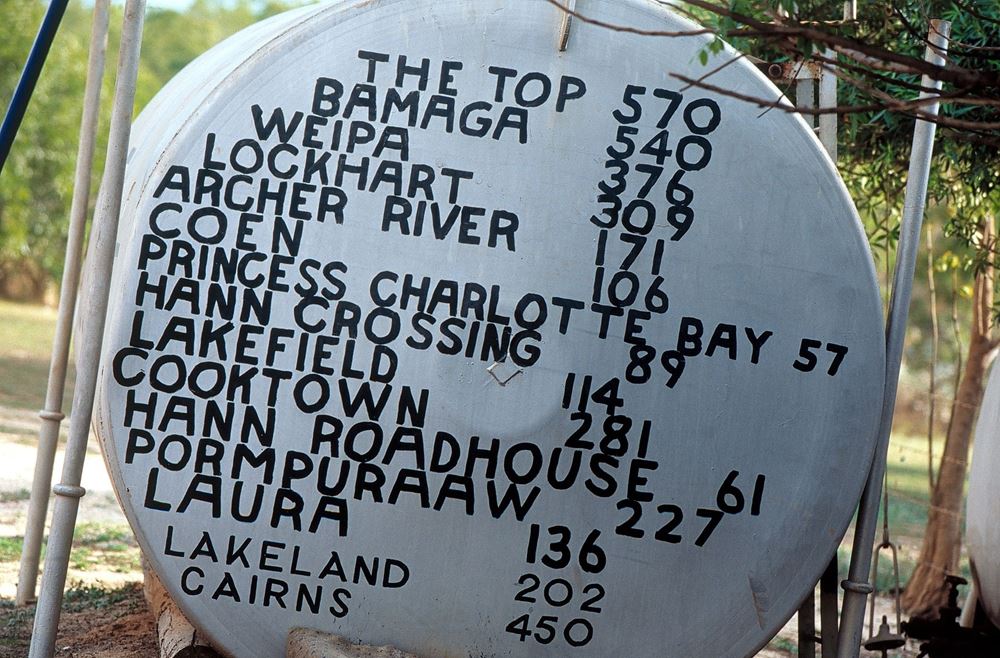 THE TOP 570
BAMAGA 540
WEIPA 376
LOCKHART 309
ARCHER RIVER 171
COEN 106
PRINCESS CHARLOTTE BAY 57
HANN CROSSING 89
LAKEFIELD 114
COOKTOWN 281
HANN ROADHOUSE 61
PORMPURAAW 227
LAURA 136
LAKELAND 202
CAIRNS 450